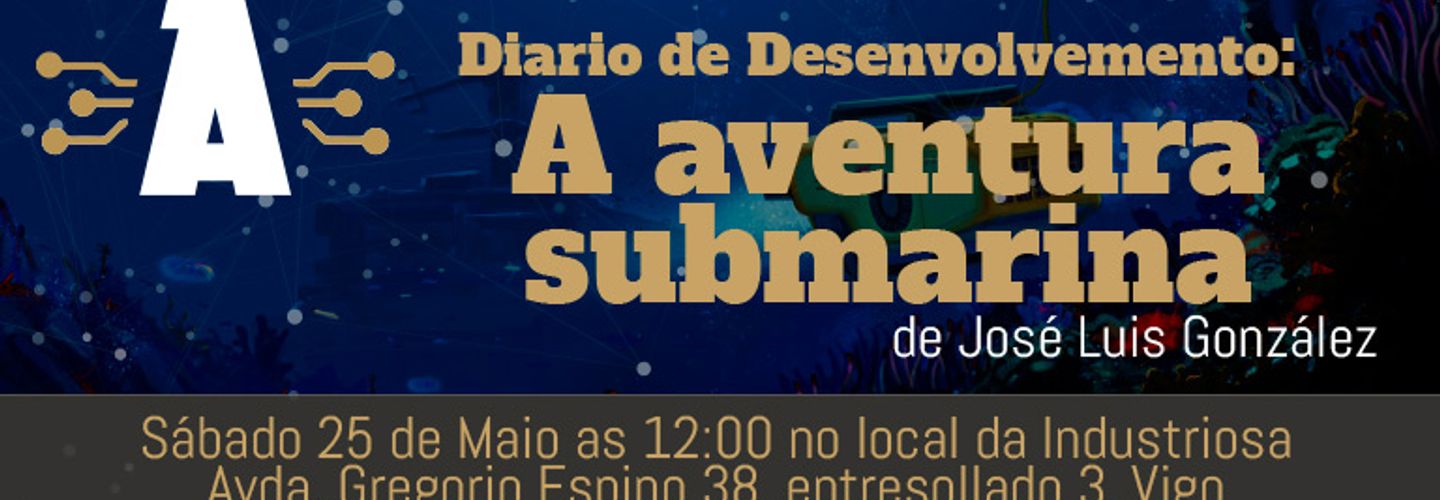 A
Diario de Desenvolvemento:
A aventura
submarina
de José Luis González
Sábado 25 de Maio as 12:00 no local da Industriosa
Avda. Gregorio Espino 38, entresollado 3, Vigo